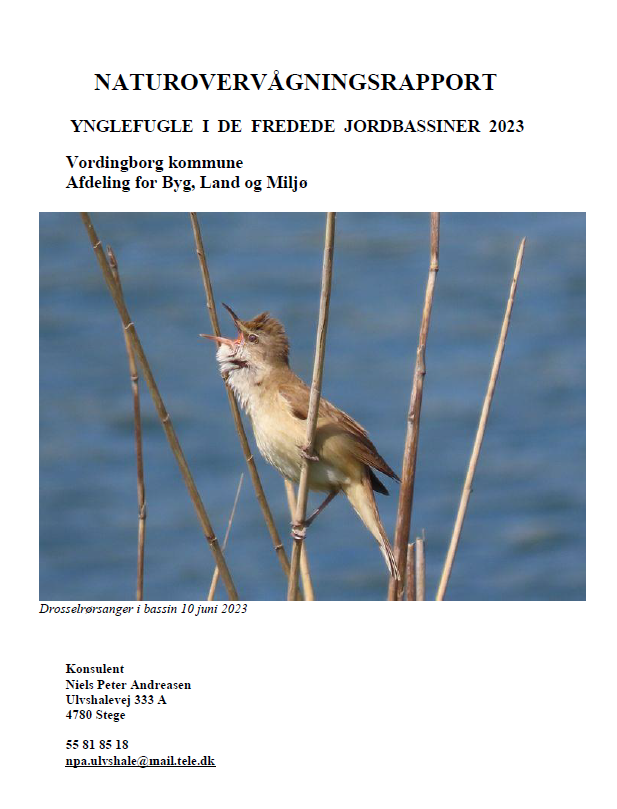 NATUROVERVÅGNINGSRAPPORT
YNGLEFUGLE I DE FREDEDE JORDBASSINER 2023
Vordingborg kommune
Afdeling for Byg, Land og Miljø
Drosselrørsanger i bassin 10 juni 2023
Konsulent
Niels Peter Andreasen
Ulvshalevej 333 A
4780 Stege
55 81 85 18
npa.ulvshale@mail.tele.dk